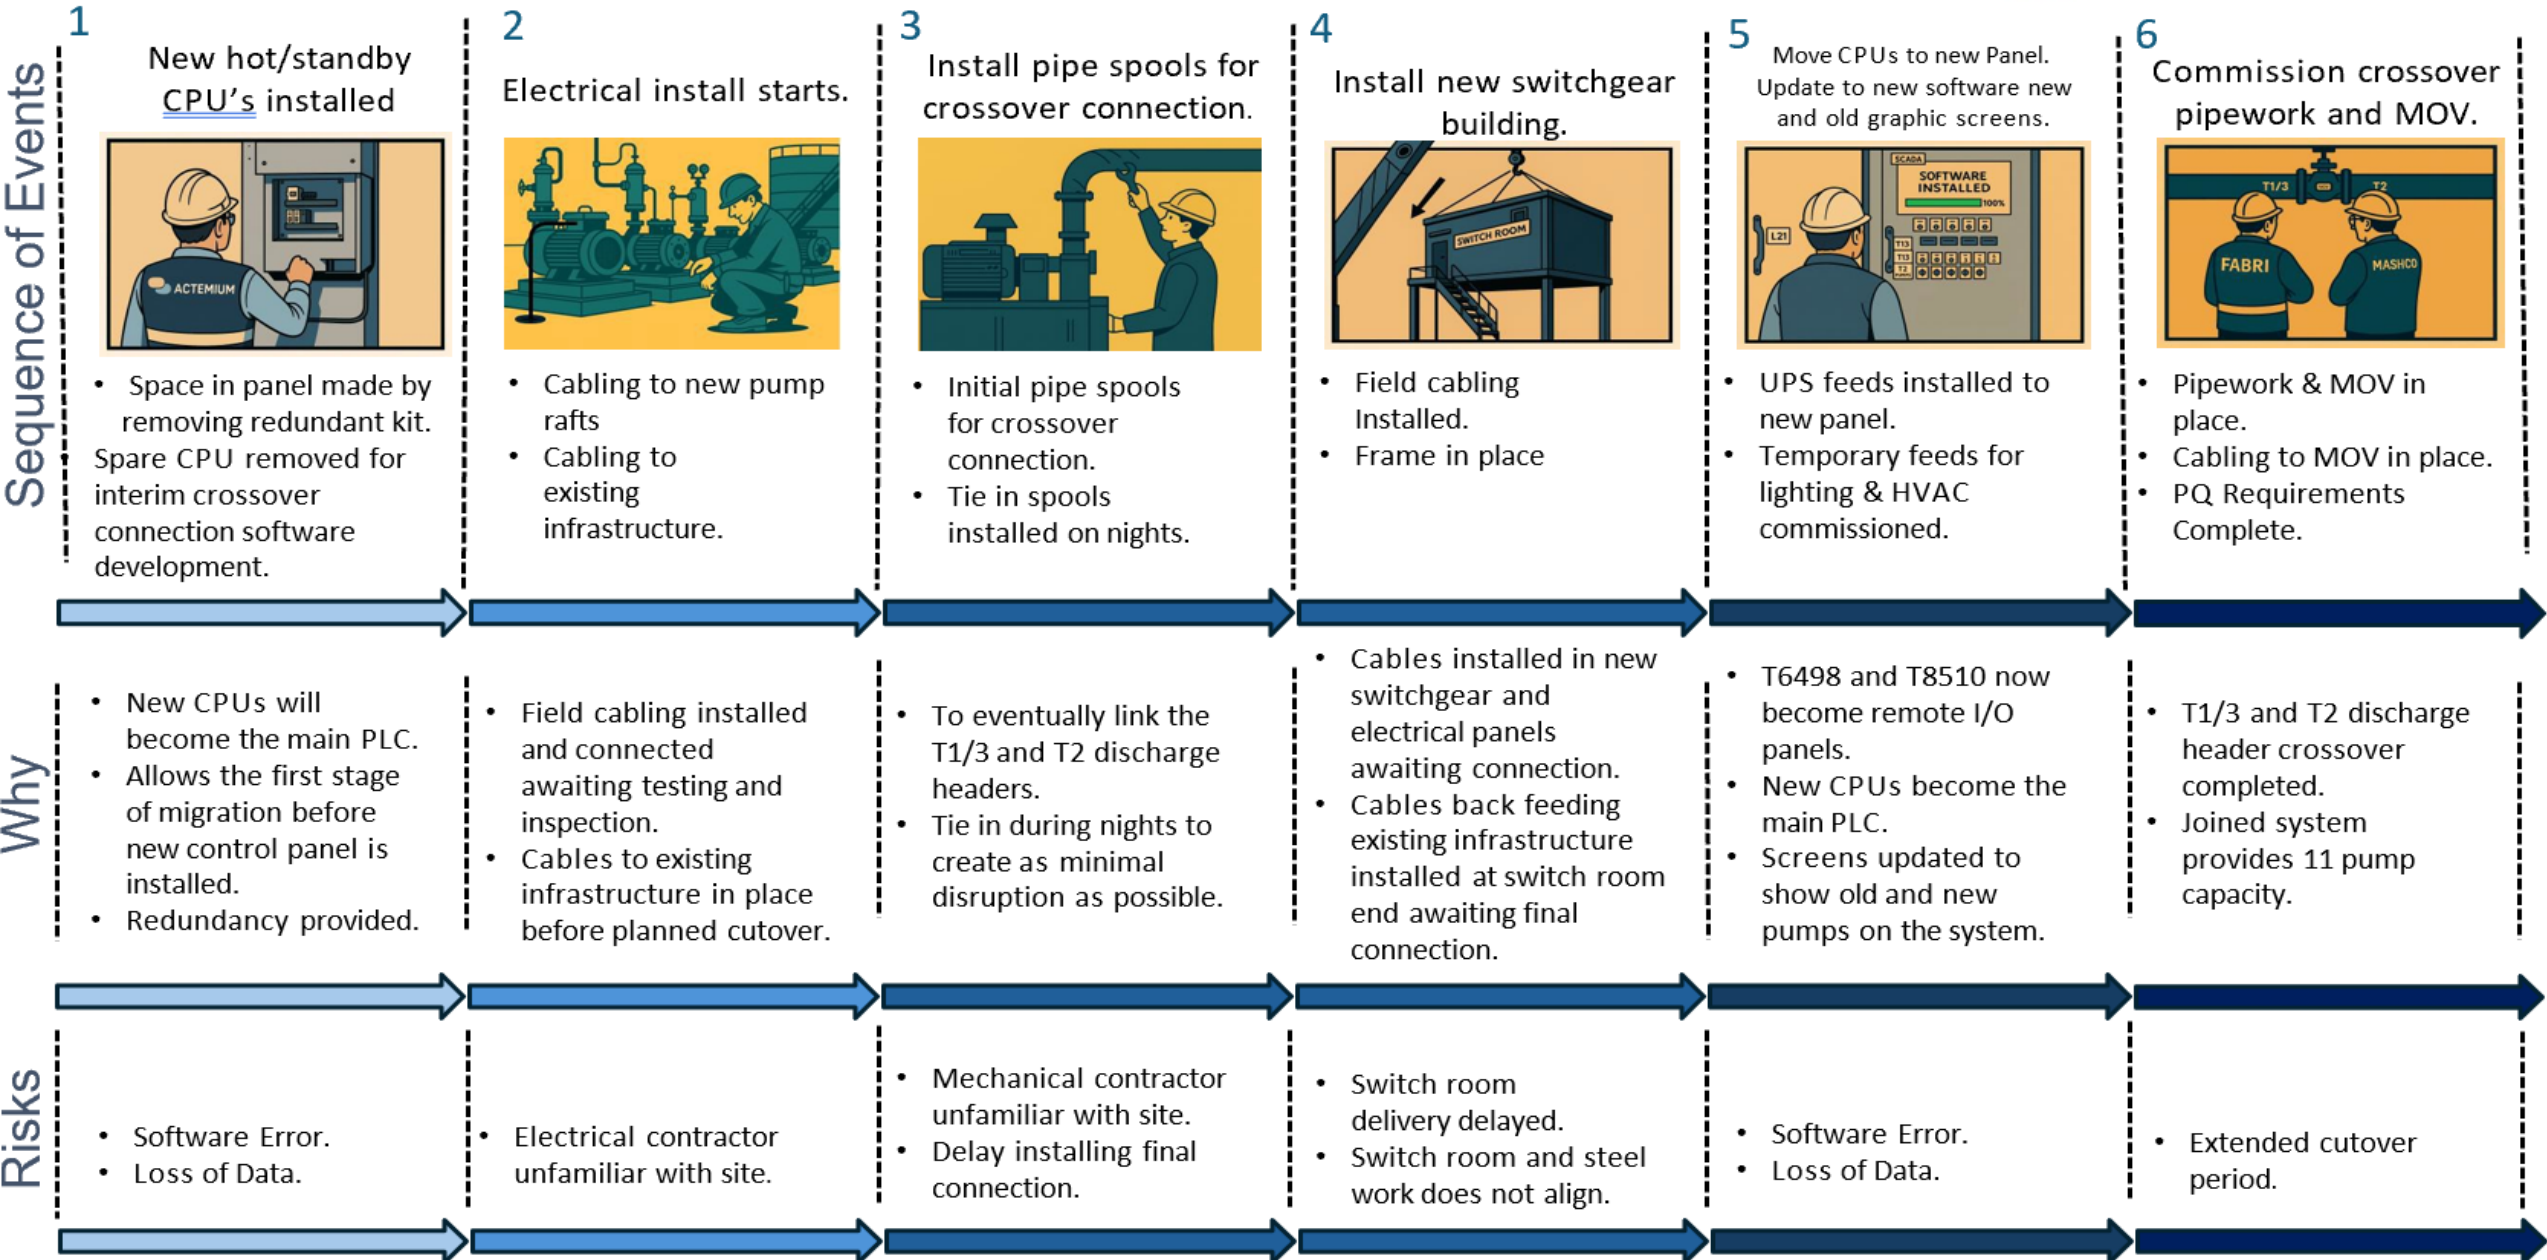 Sequence of Events
1
New hot/standby
CPU's installed
ACTEMIUM
• Space in panel made by
removing redundant kit.
Spare CPU removed for
interim crossover
connection software
development.
2
Electrical install starts.
• Cabling to new pump
rafts
• Cabling to
existing
infrastructure.
3
Install pipe spools for
crossover connection.
• Initial pipe spools
for crossover
connection.
• Tie in spools
installed on nights.
4
Install new switchgear
building.
SWITCH ROOM
• Field cabling
Installed.
• Frame in place
5
Move CPUs to new Panel.
Update to new software new
and old graphic screens.
SCADA
SOFTWARE
INSTALLED
100%
L21
T13
T13
T2
• UPS feeds installed to
new panel.
• Temporary feeds for
lighting & HVAC
commissioned.
6
Commission crossover
pipework and MOV.
T1/3
T2
FABRI
MASHCO
• Pipework & MOV in
place.
• Cabling to MOV in place.
• PQ Requirements
Complete.
Why
• New CPUs will
become the main PLC.
• Allows the first stage
of migration before
new control panel is
installed.
• Redundancy provided.
• Field cabling installed
and connected
awaiting testing and
inspection.
• Cables to existing
infrastructure in place
before planned cutover.
• To eventually link the
T1/3 and T2 discharge
headers.
• Tie in during nights to
create as minimal
disruption as possible.
• Cables installed in new
switchgear and
electrical panels
awaiting connection.
• Cables back feeding
existing infrastructure
installed at switch room
end awaiting final
connection.
• T6498 and T8510 now
become remote I/O
panels.
• New CPUs become the
main PLC.
• Screens updated to
show old and new
pumps on the system.
• T1/3 and T2 discharge
header crossover
completed.
• Joined system
provides 11 pump
capacity.
Risks
• Software Error.
• Loss of Data.
• Electrical contractor
unfamiliar with site.
• Mechanical contractor
unfamiliar with site.
• Delay installing final
connection.
• Switch room
delivery delayed.
• Switch room and steel
work does not align.
• Software Error.
• Loss of Data.
• Extended cutover
period.